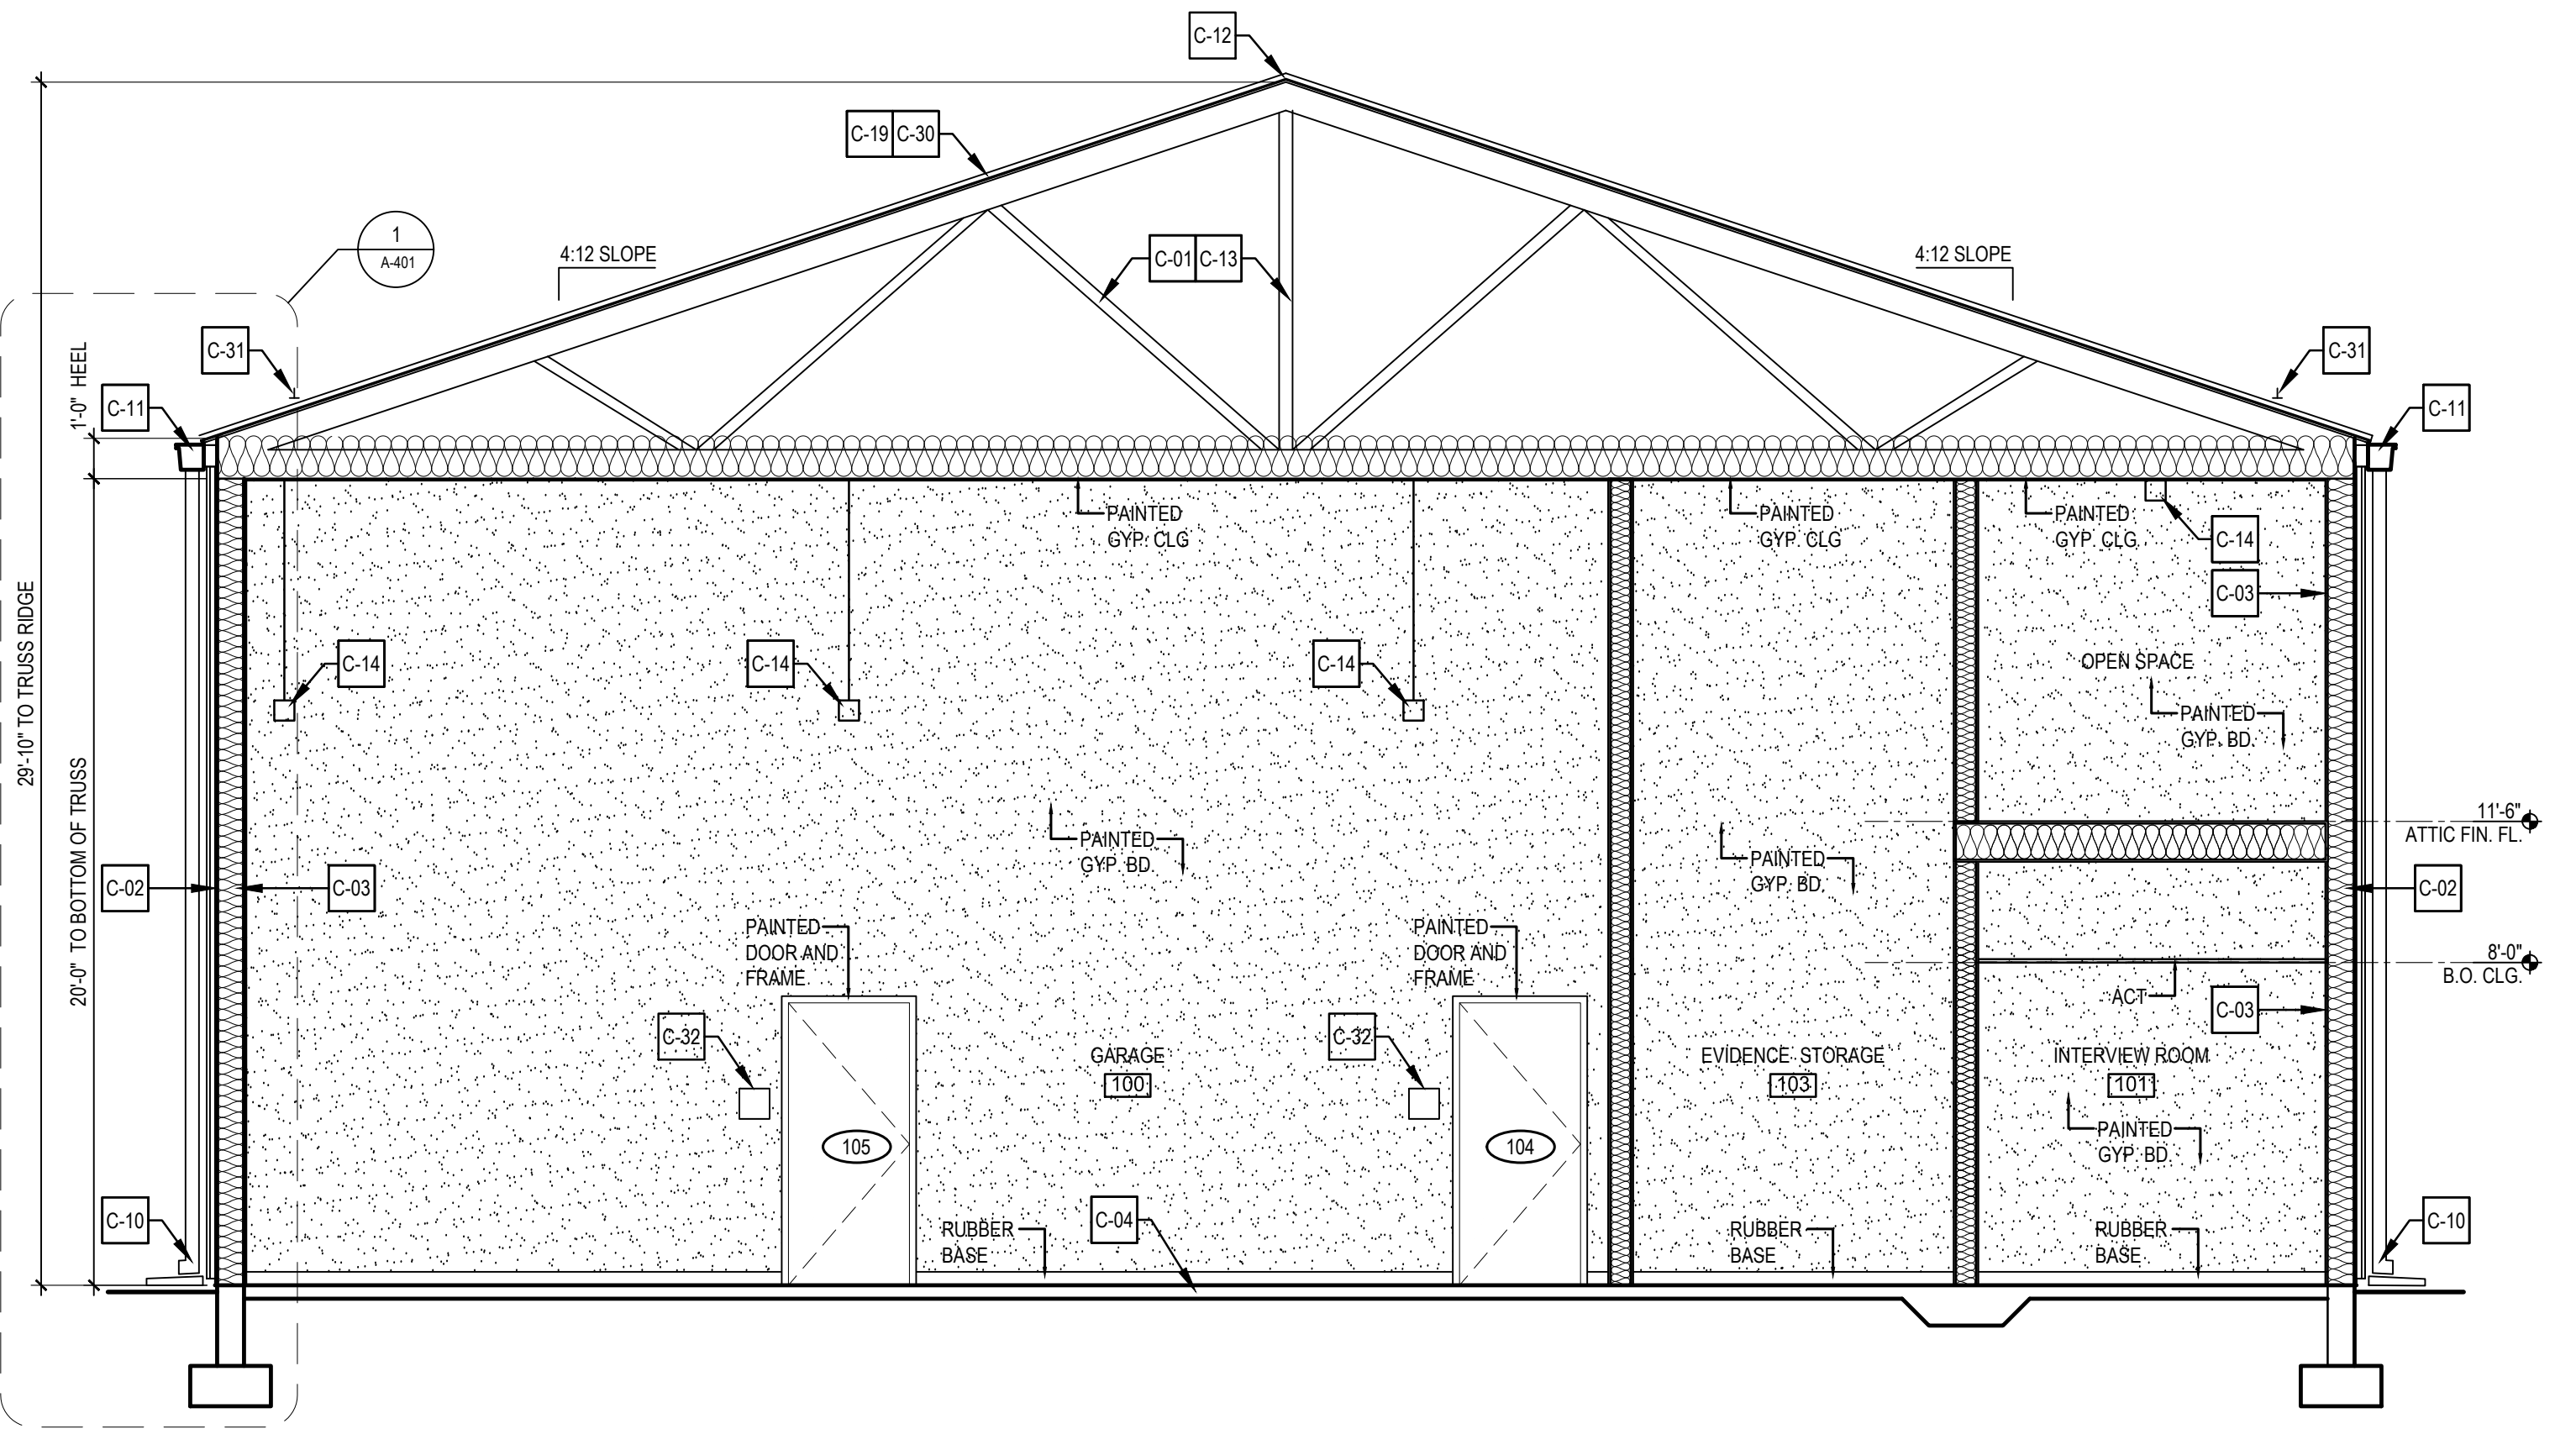 C-12
C-19 C-30
1
A-401
4:12 SLOPE
C-01 C-13
4:12 SLOPE
C-31
C-31
1'-0" HEEL
C-11
C-11
PAINTED
GYP. CLG
PAINTED
GYP. CLG
PAINTED
GYP. CLG
C-14
C-03
29'-10" TO TRUSS RIDGE
C-14
C-14
C-14
OPEN SPACE
PAINTED
GYP. BD.
20'-0" TO BOTTOM OF TRUSS
11'-6"
ATTIC FIN. FL.
PAINTED
GYP. BD.
PAINTED
GYP. BD.
C-02
C-03
C-02
PAINTED
DOOR AND
FRAME
PAINTED
DOOR AND
FRAME
8'-0"
B.O. CLG.
ACT
C-03
C-32
C-32
GARAGE
100
EVIDENCE STORAGE
103
INTERVIEW ROOM
101
PAINTED
GYP. BD.
105
104
C-10
RUBBER
BASE
C-04
RUBBER
BASE
RUBBER
BASE
C-10